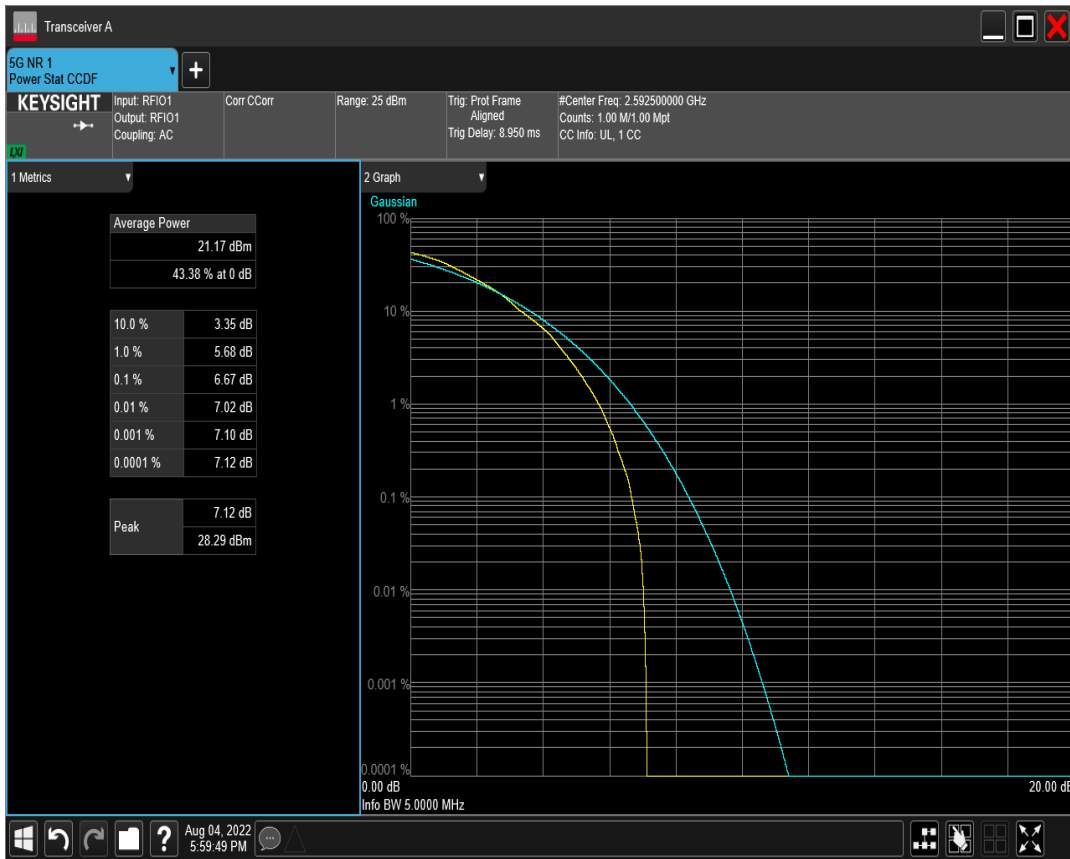 Transceiver A
5G NR 1
Power Stat CCDF
+
KEYSIGHT
LXI
Input: RFIO1
Output: RFIO1
Coupling: AC
Corr CCorr
Range: 25 dBm
Trig: Prot Frame
Aligned
Trig Delay: 8.950 ms
#Center Freq: 2.592500000 GHz
Counts: 1.00 M/1.00 Mpt
CC Info: UL, 1 CC
1 Metrics
Average Power
21.17 dBm
43.38 % at 0 dB
10.0 % 3.35 dB
1.0 % 5.68 dB
0.1 % 6.67 dB
0.01 % 7.02 dB
0.001 % 7.10 dB
0.0001 % 7.12 dB
Peak 7.12 dB
28.29 dBm
2 Graph
Gaussian
100 %
10 %
1 %
0.1 %
0.01 %
0.001 %
0.0001 %
0.00 dB 20.00 dB
Info BW 5.0000 MHz
? Aug 04, 2022
5:59:49 PM